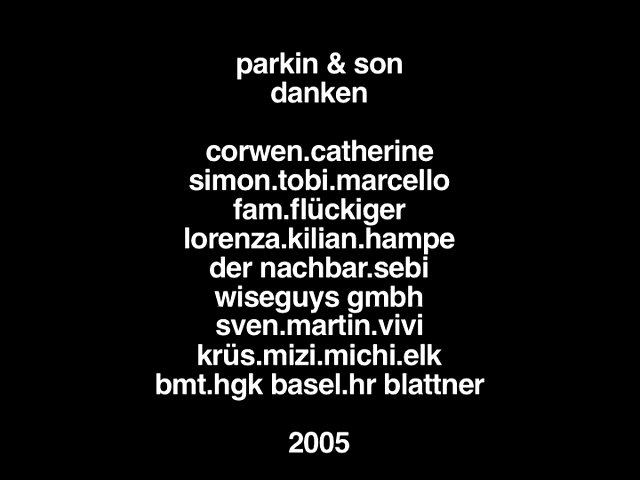 parkin & son
danken
corwen.catherine
simon.tobi.marcello
fam.flückiger
lorenza.kilian.hampe
der nachbar.sebi
wiseguys gmbh
sven.martin.vivi
krüs.mizi.michi.elk
bmt.hgk basel.hr blattner
2005